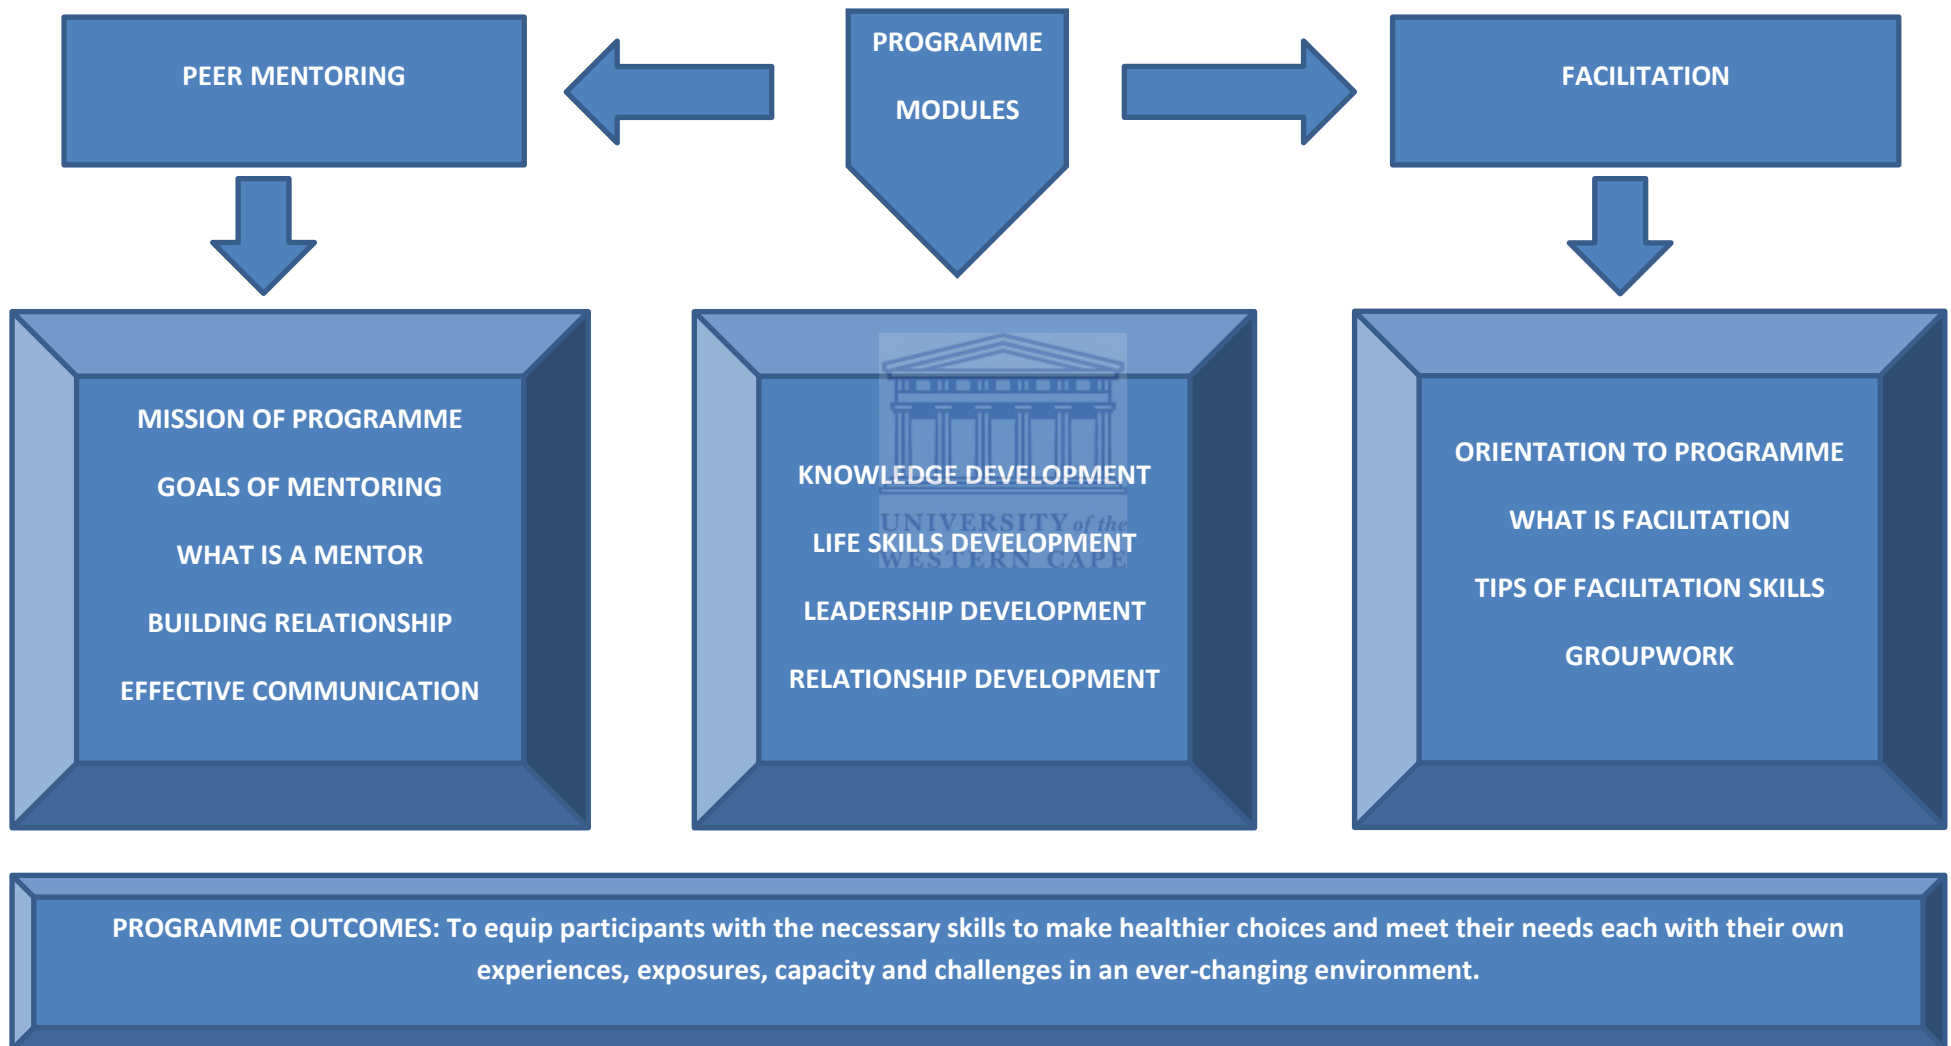 PEER MENTORING
PROGRAMME
MODULES
FACILITATION
MISSION OF PROGRAMME
GOALS OF MENTORING
WHAT IS A MENTOR
BUILDING RELATIONSHIP
EFFECTIVE COMMUNICATION
KNOWLEDGE DEVELOPMENT
UNIVERSITY of the
LIFE SKILLS DEVELOPMENT
WESTERN CAPE
LEADERSHIP DEVELOPMENT
RELATIONSHIP DEVELOPMENT
ORIENTATION TO PROGRAMME
WHAT IS FACILITATION
TIPS OF FACILITATION SKILLS
GROUPWORK
PROGRAMME OUTCOMES: To equip participants with the necessary skills to make healthier choices and meet their needs each with their own
experiences, exposures, capacity and challenges in an ever-changing environment.